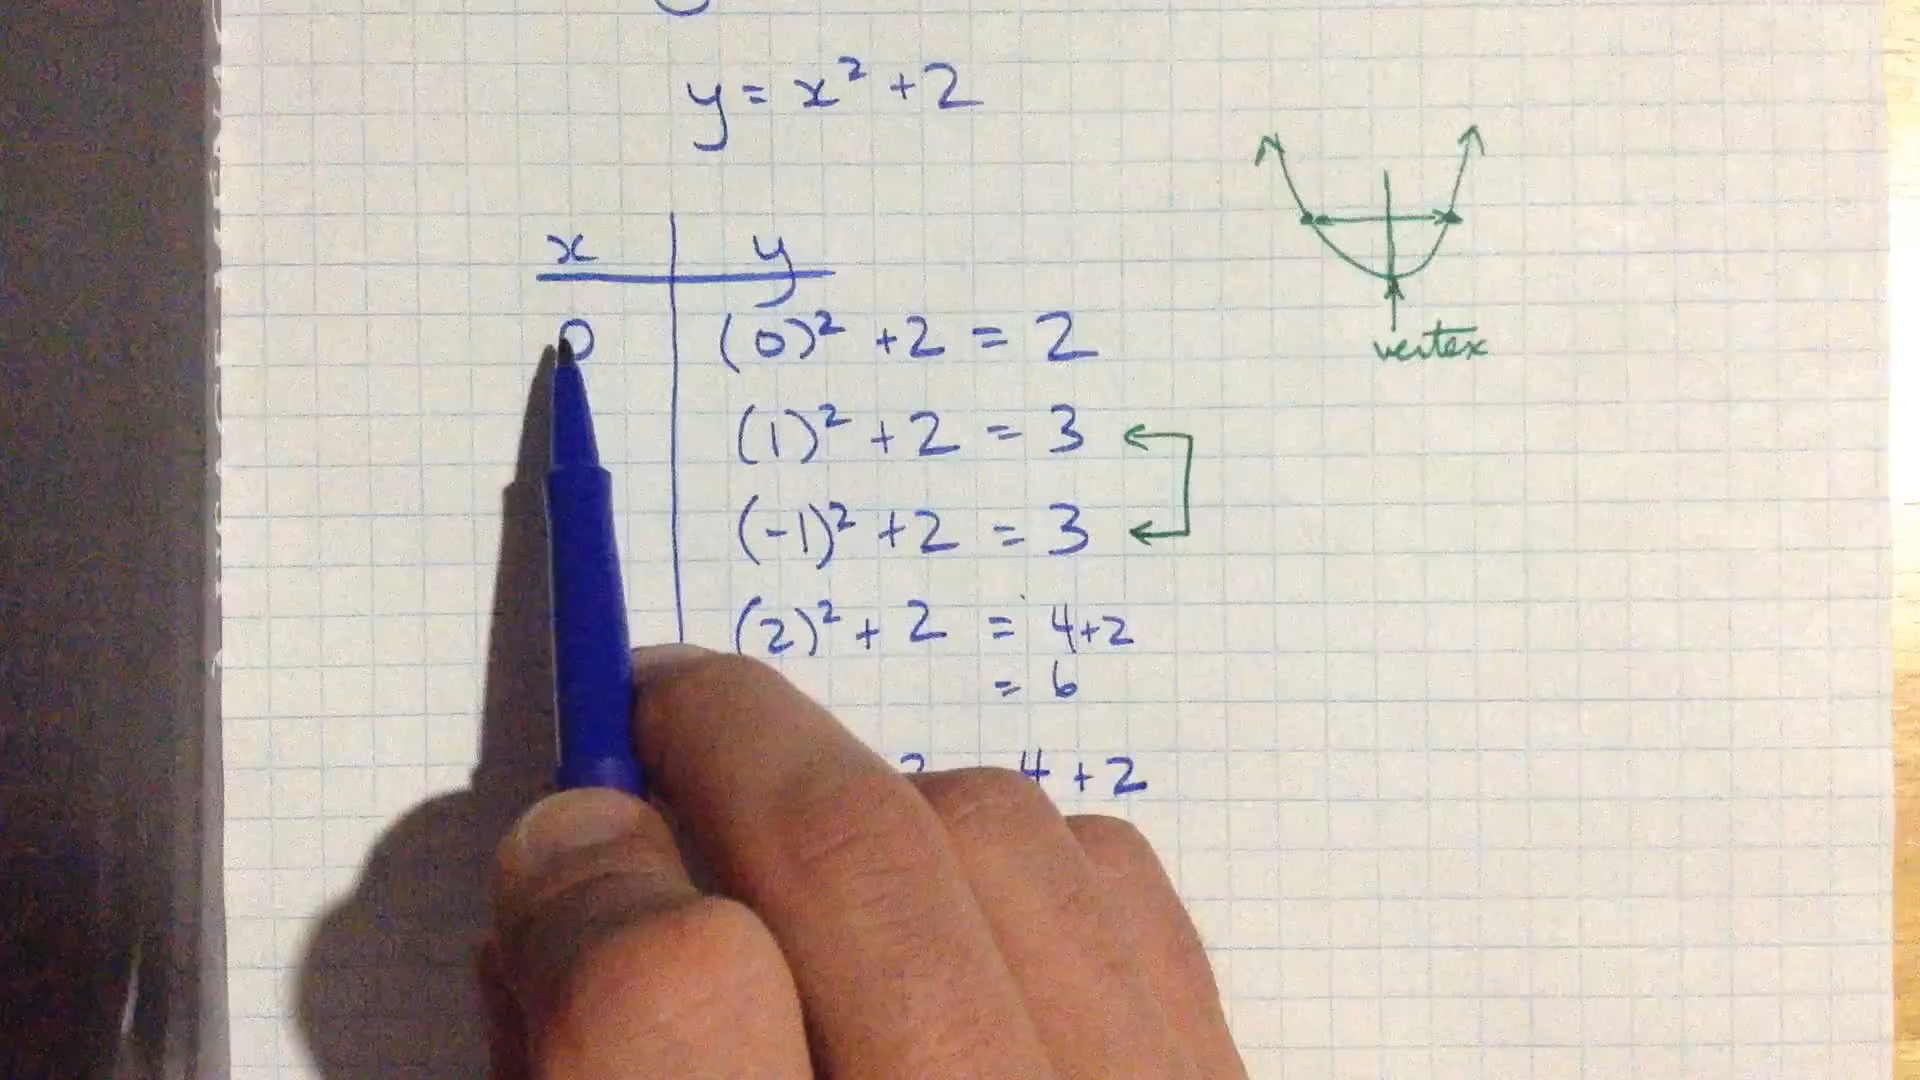 y = x² + 2
x y
0 (0)² + 2 = 2
(1)² + 2 = 3
(-1)² + 2 = 3
(2)² + 2 = 4+2
= 6
4 + 2
vertex